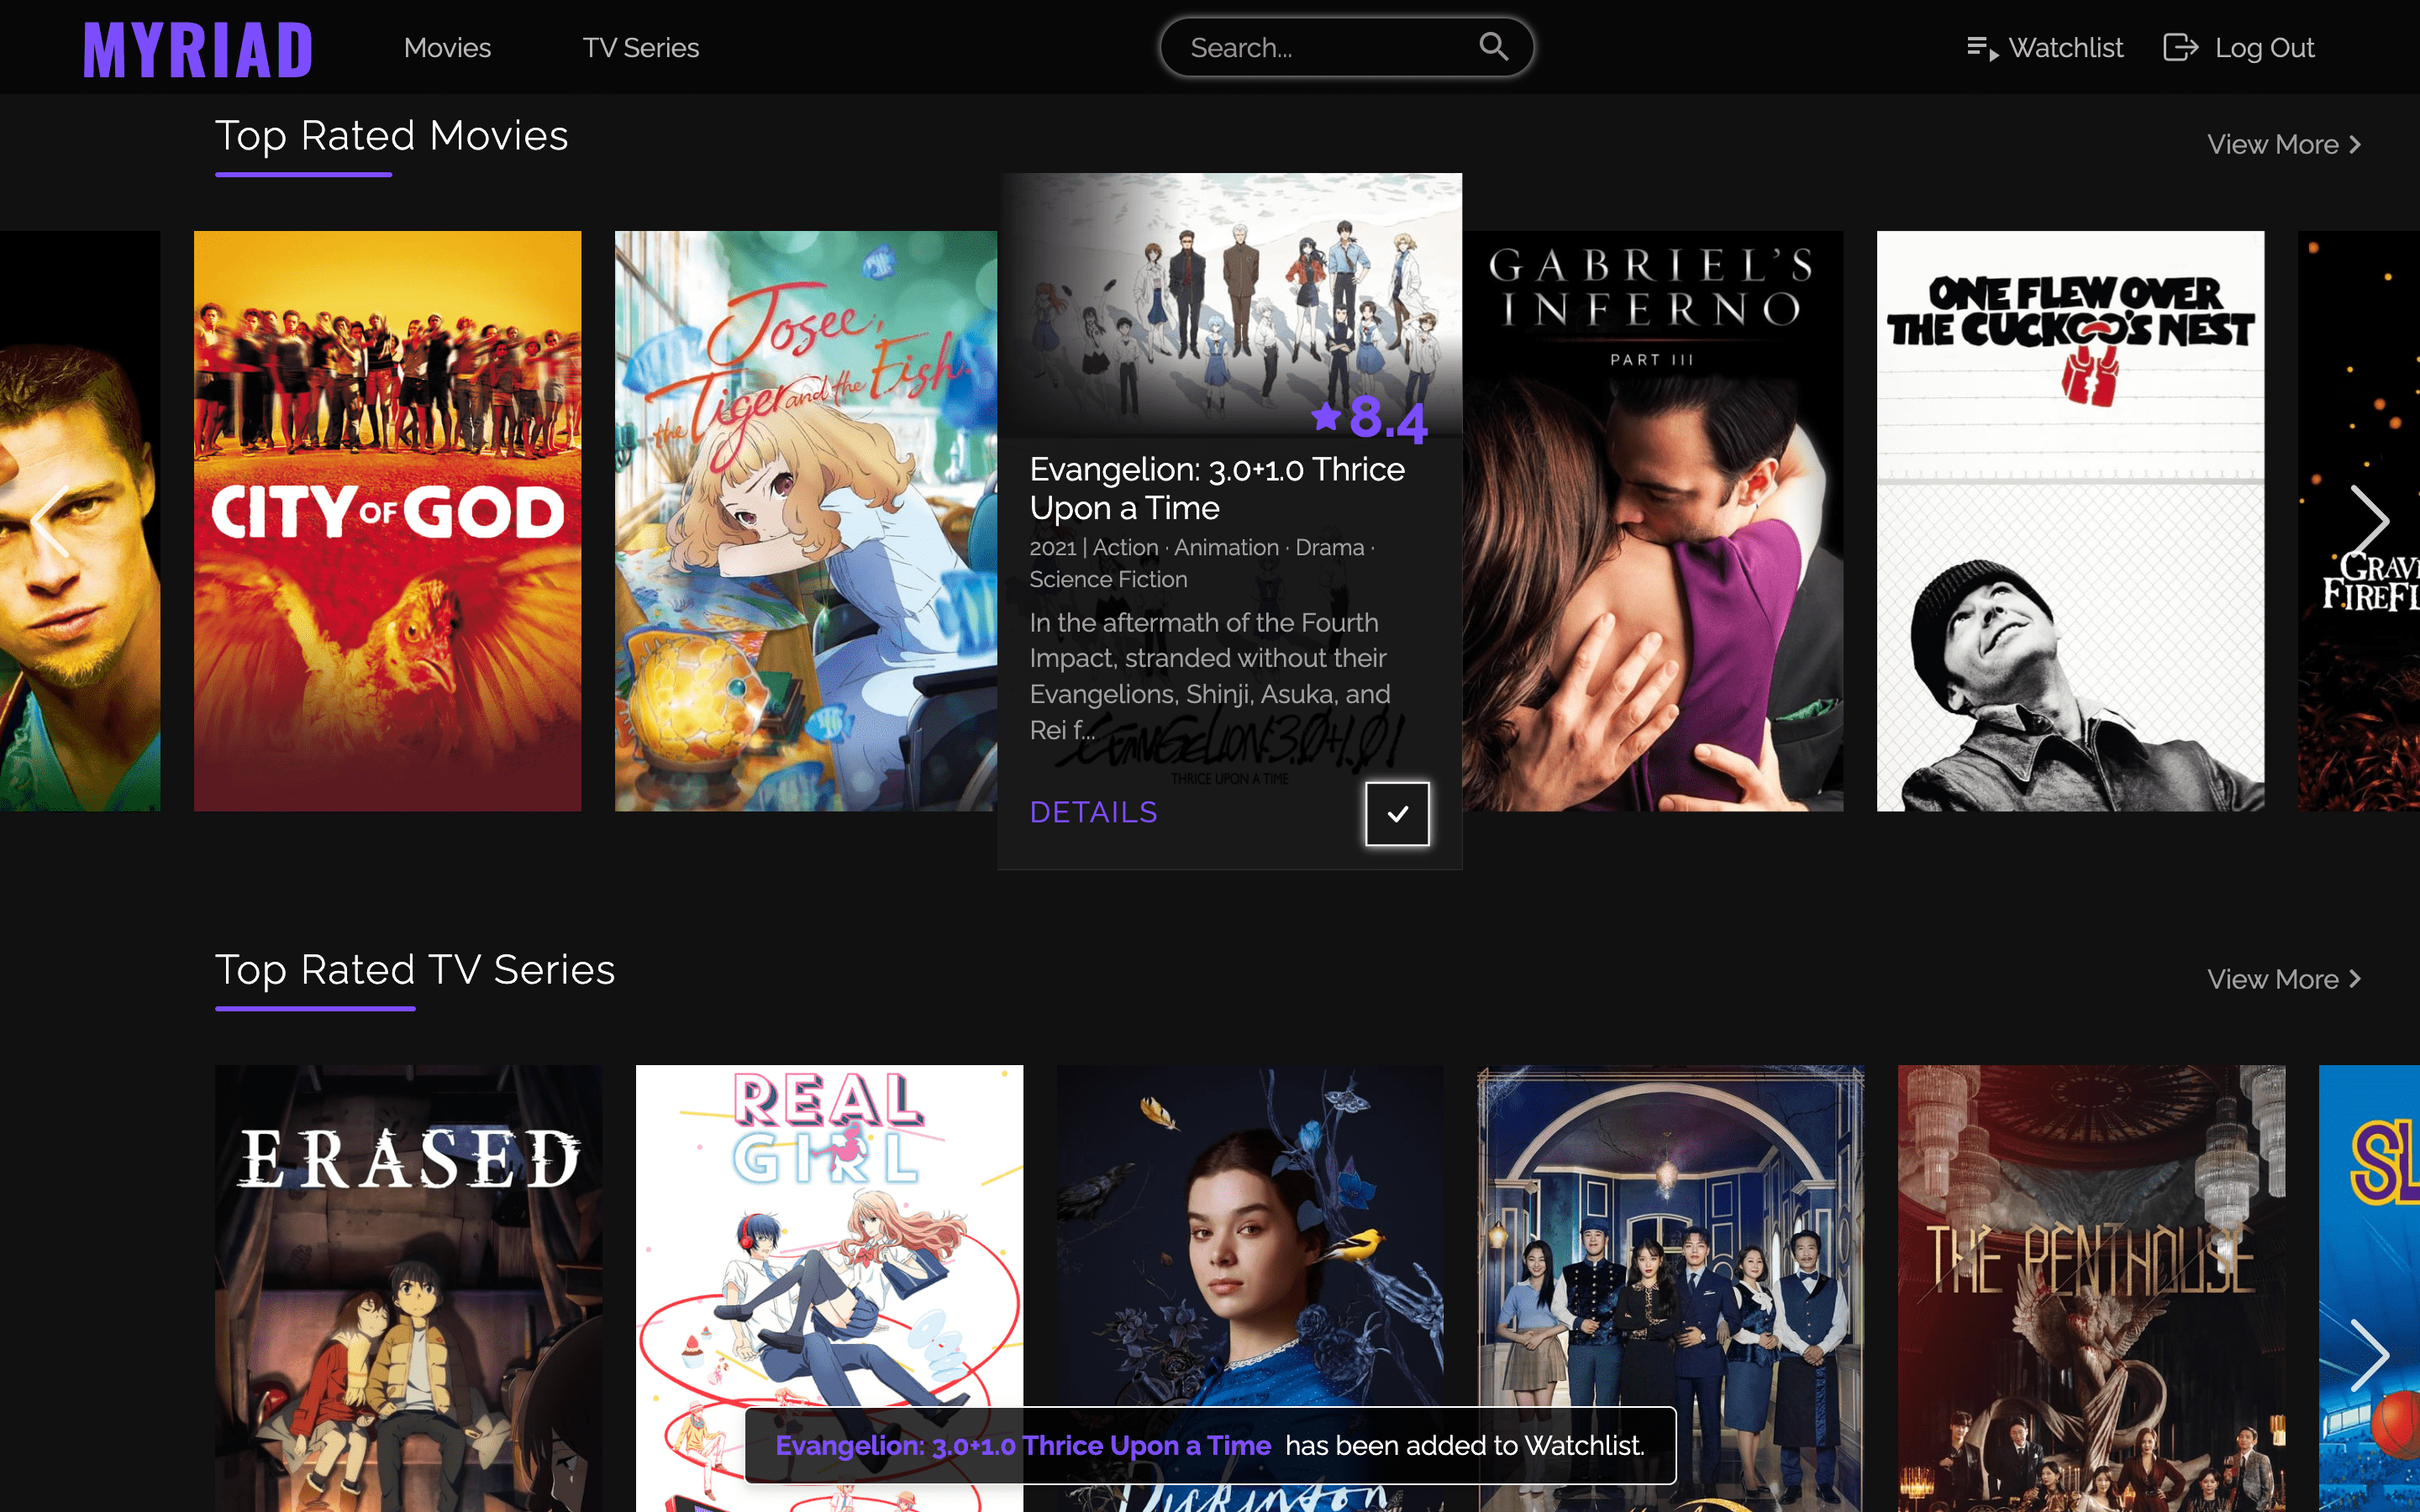 MYRIAD
Movies
TV Series
Search...
Watchlist
Log Out
Top Rated Movies
View More
CITY OF GOD
Josee,
the Tiger and the Fish
8.4
Evangelion: 3.0+1.0 Thrice
Upon a Time
2021 | Action · Animation · Drama ·
Science Fiction
In the aftermath of the Fourth
Impact, stranded without their
Evangelions, Shinji, Asuka, and
Rei f...
EVANGELION:3.0+1.01
THRICE UPON A TIME
DETAILS
GABRIEL'S
INFERNO
PART III
ONE FLEW OVER
THE CUCKOO'S NEST
Top Rated TV Series
View More
ERASED
REAL
GIRL
THE PENTHOUSE
SL
Evangelion: 3.0+1.0 Thrice Upon a Time has been added to Watchlist.
Dickinson